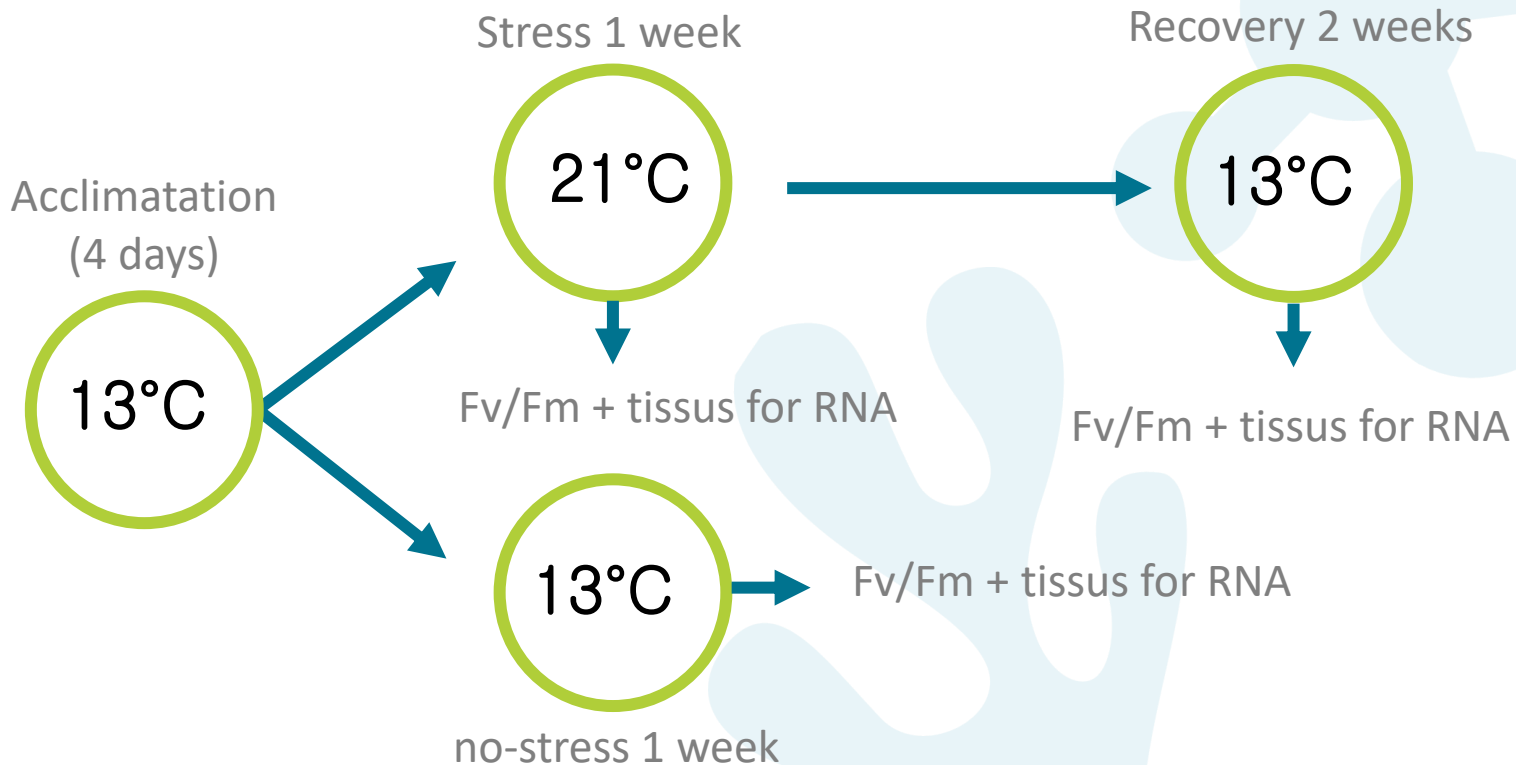 Stress 1 week
Recovery 2 weeks
21°C
13°C
Acclimatation
(4 days)
13°C
Fv/Fm + tissus for RNA
Fv/Fm + tissus for RNA
13°C
Fv/Fm + tissus for RNA
no-stress 1 week